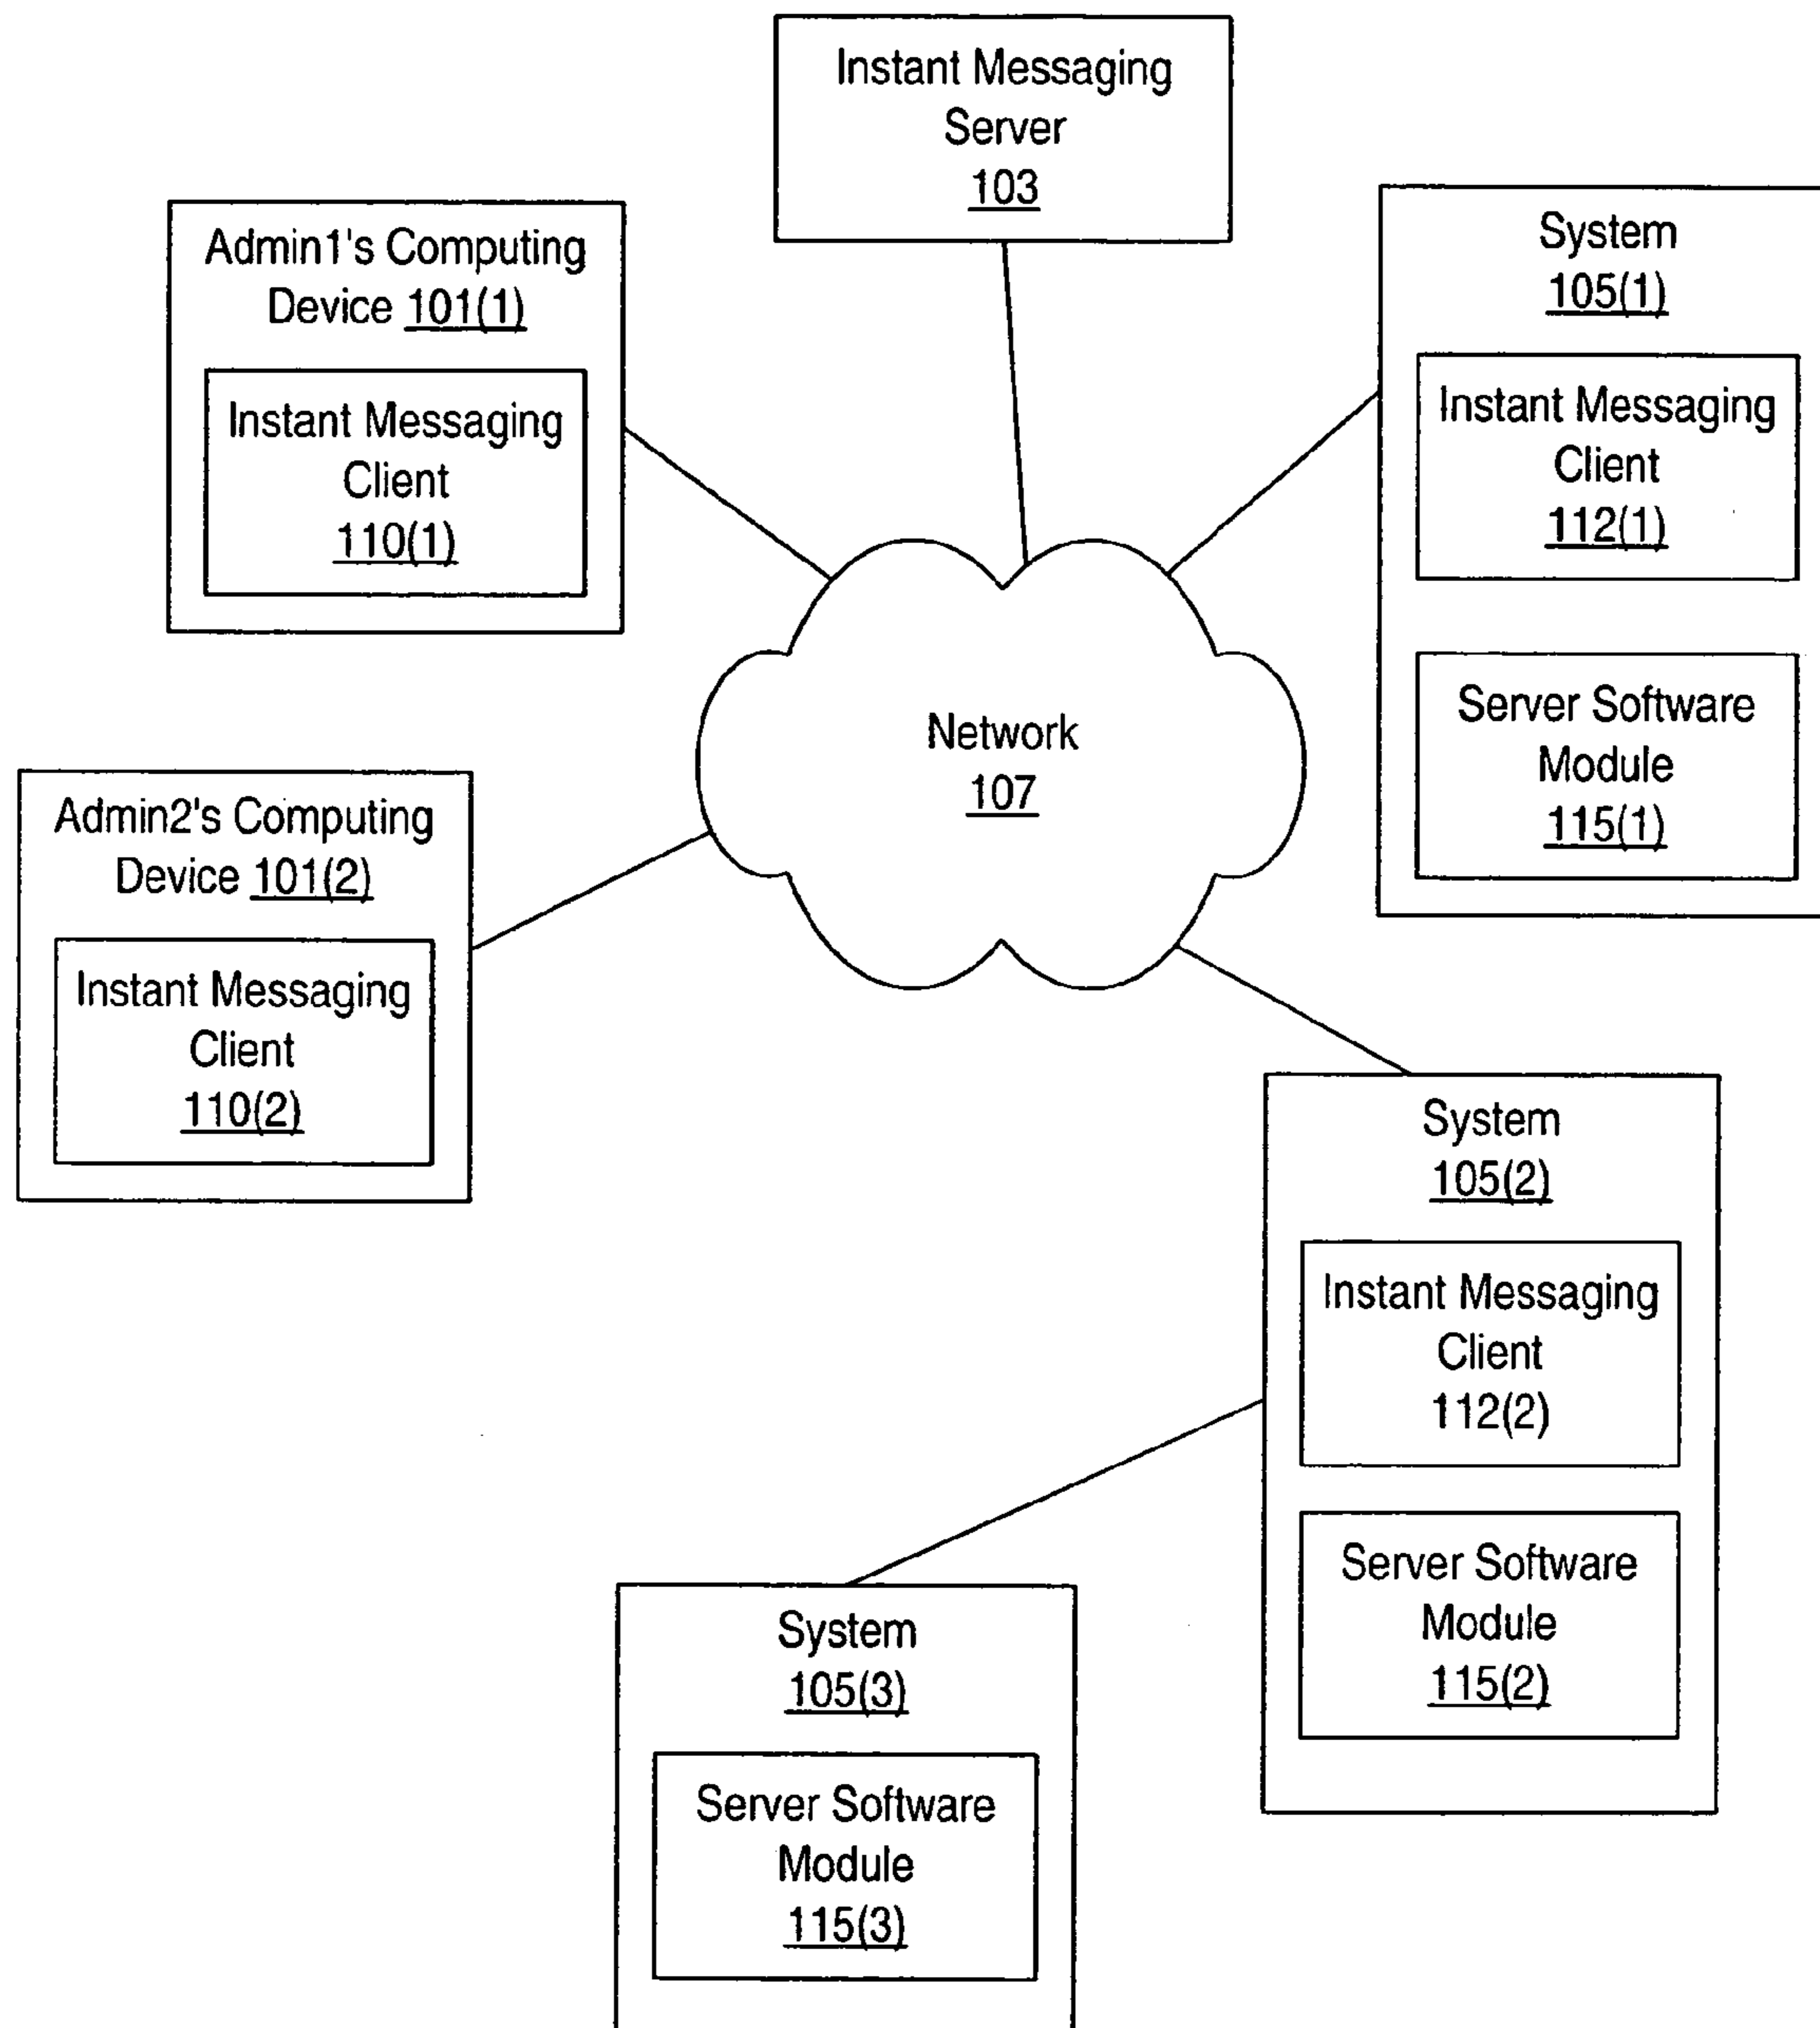 Instant Messaging
Server
103
Admin1's Computing
Device 101(1)
Instant Messaging
Client
110(1)
System
105(1)
Instant Messaging
Client
112(1)
Server Software
Module
115(1)
Network
107
Admin2's Computing
Device 101(2)
Instant Messaging
Client
110(2)
System
105(2)
Instant Messaging
Client
112(2)
Server Software
Module
115(2)
System
105(3)
Server Software
Module
115(3)